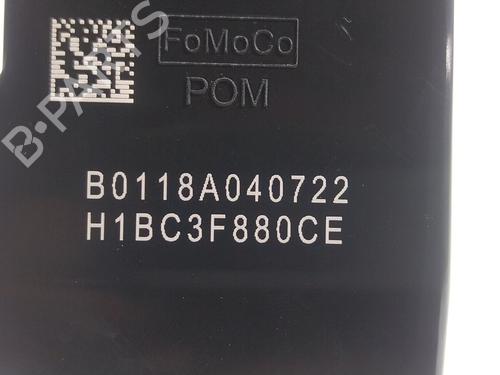 FoMoCo
POM
B0118A040722
H1BC3F880CE
B-PARTS